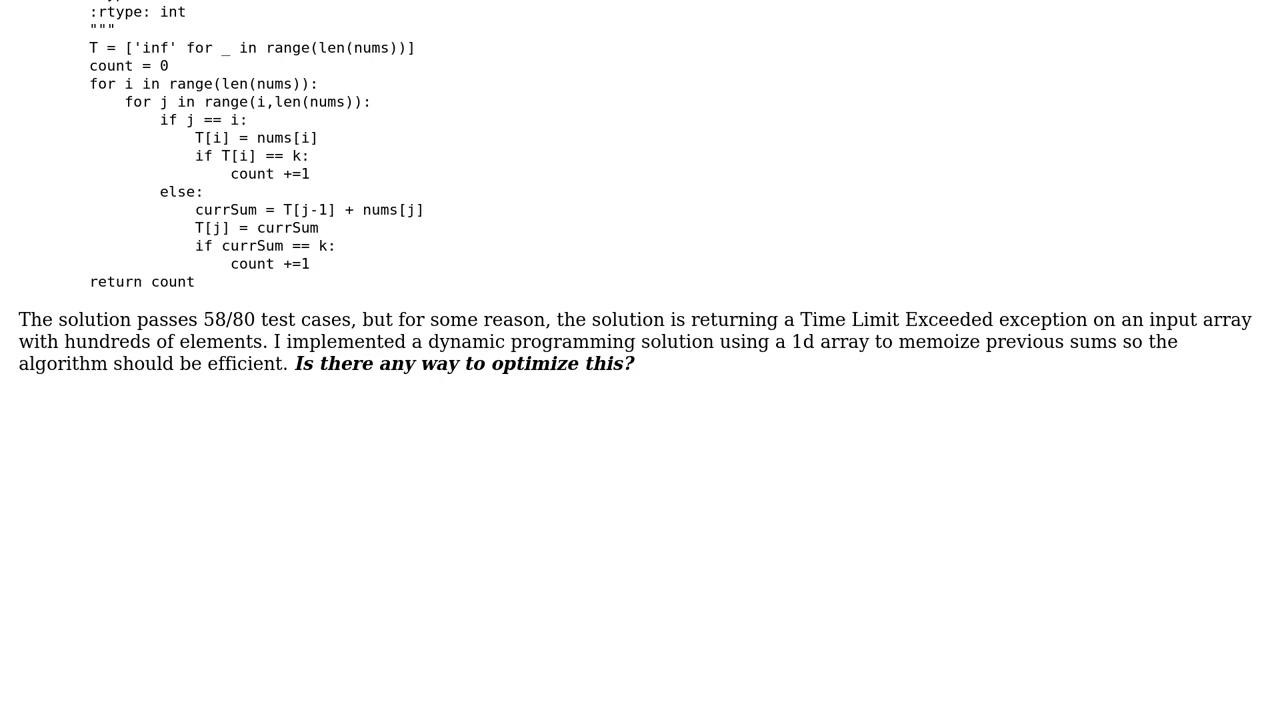 :rtype: int
"""
T = ['inf' for _ in range(len(nums))]
count = 0
for i in range(len(nums)):
for j in range(i,len(nums)):
if j == i:
T[i] = nums[i]
if T[i] == k:
count +=1
else:
currSum = T[j-1] + nums[j]
T[j] = currSum
if currSum == k:
count +=1
return count
The solution passes 58/80 test cases, but for some reason, the solution is returning a Time Limit Exceeded exception on an input array
with hundreds of elements. I implemented a dynamic programming solution using a 1d array to memoize previous sums so the
algorithm should be efficient. Is there any way to optimize this?